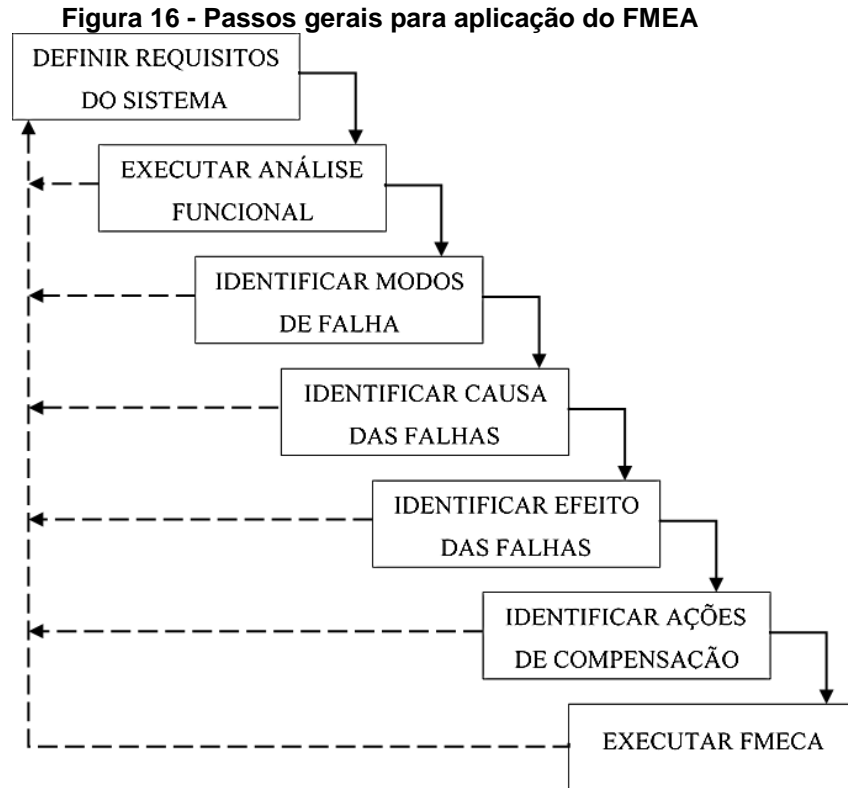 Figura 16 - Passos gerais para aplicação do FMEA
DEFINIR REQUISITOS
DO SISTEMA
EXECUTAR ANÁLISE
FUNCIONAL
IDENTIFICAR MODOS
DE FALHA
IDENTIFICAR CAUSA
DAS FALHAS
IDENTIFICAR EFEITO
DAS FALHAS
IDENTIFICAR AÇÕES
DE COMPENSAÇÃO
EXECUTAR FMECA